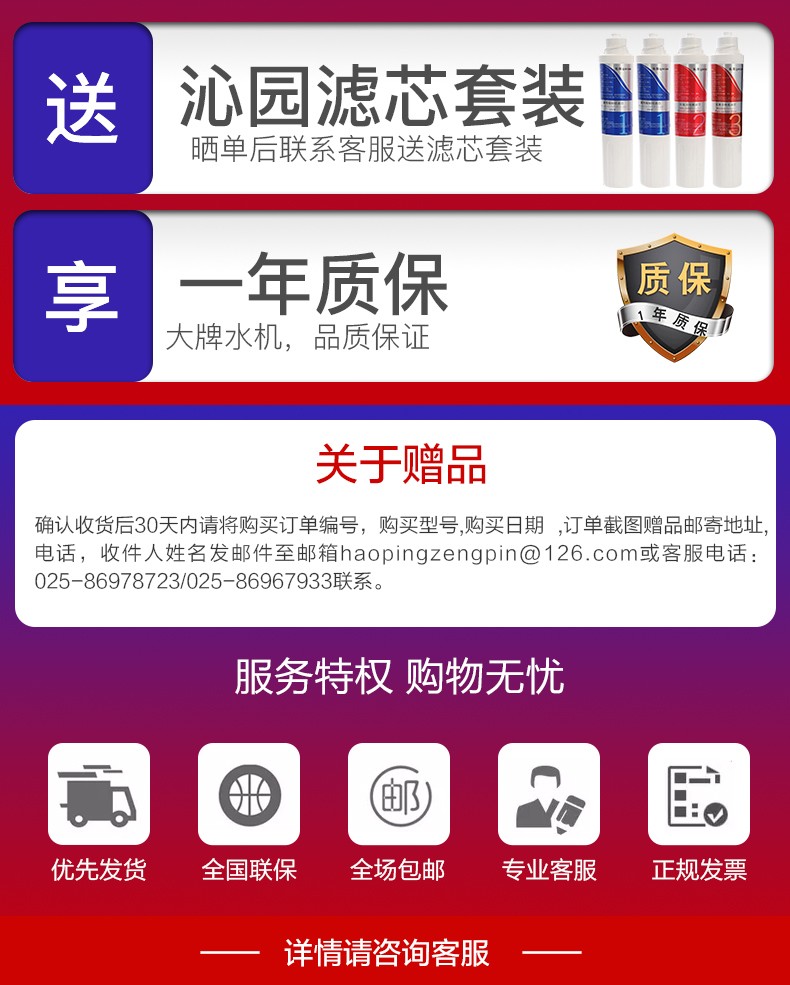 送
沁园滤芯套装
晒单后联系客服送滤芯套装
1
1
2
3
享
一年质保
大牌水机，品质保证
质保
1年质保
关于赠品
确认收货后30天内请将购买订单编号，购买型号,购买日期 ,订单截图赠品邮寄地址,
电话，收件人姓名发邮件至邮箱haopingzengpin@126.com或客服电话：
025-86978723/025-86967933联系。
服务特权 购物无忧
邮
优先发货
全国联保
全场包邮
专业客服
正规发票
详情请咨询客服